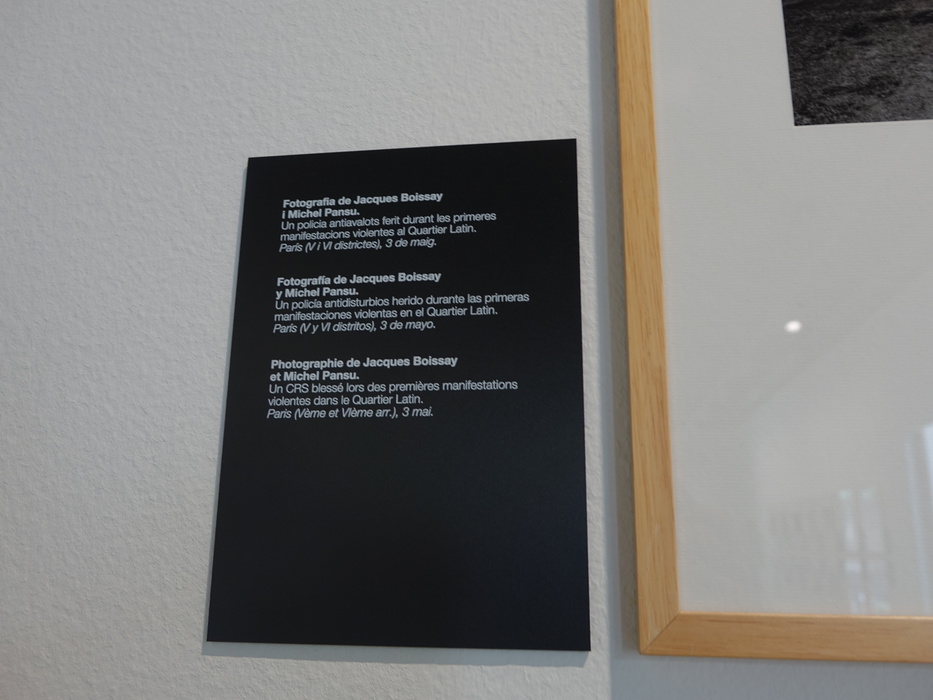 Fotografia de Jacques Boissay
i Michel Pansu.
Un policia antiavalots ferit durant les primeres
manifestacions violentes al Quartier Latin.
París (V i VI districtes), 3 de maig.
Fotografía de Jacques Boissay
y Michel Pansu.
Un policía antidisturbios herido durante las primeras
manifestaciones violentas en el Quartier Latin.
París (V y VI distritos), 3 de mayo.
Photographie de Jacques Boissay
et Michel Pansu.
Un CRS blessé lors des premières manifestations
violentes dans le Quartier Latin.
Paris (Vème et VIème arr.), 3 mai.